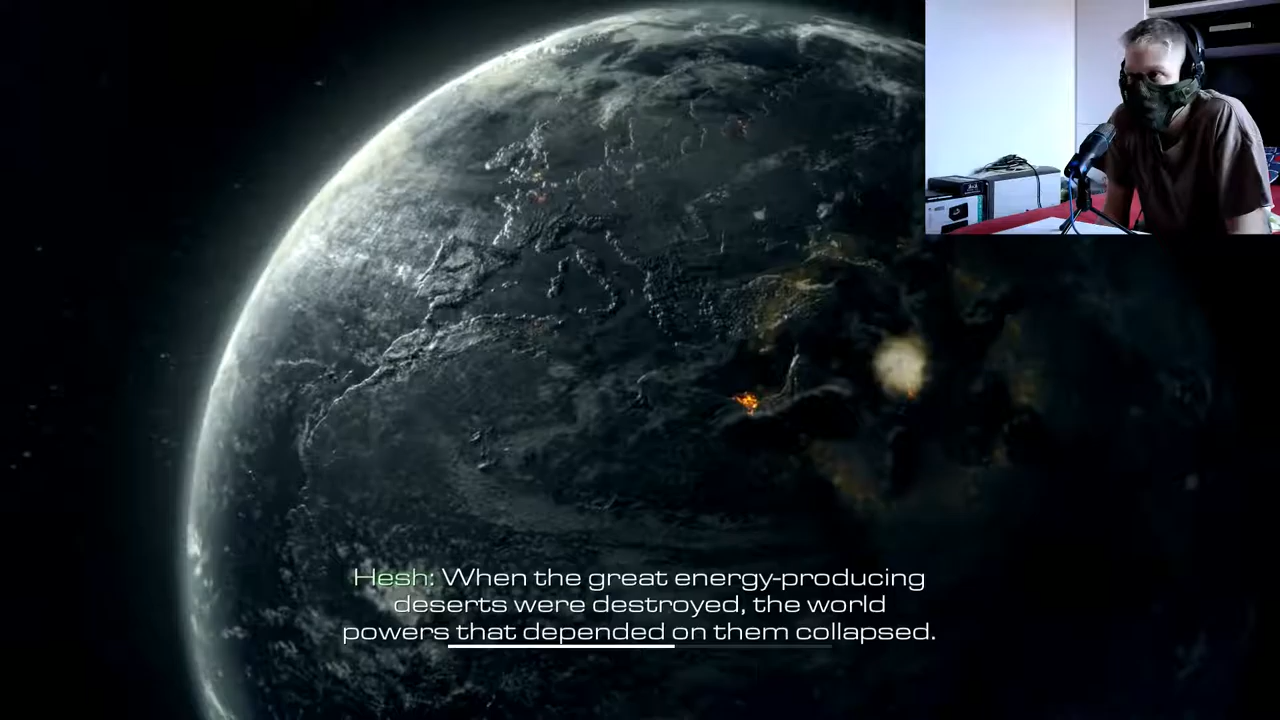 Hesh: When the great energy-producing
deserts were destroyed, the world
powers that depended on them collapsed.